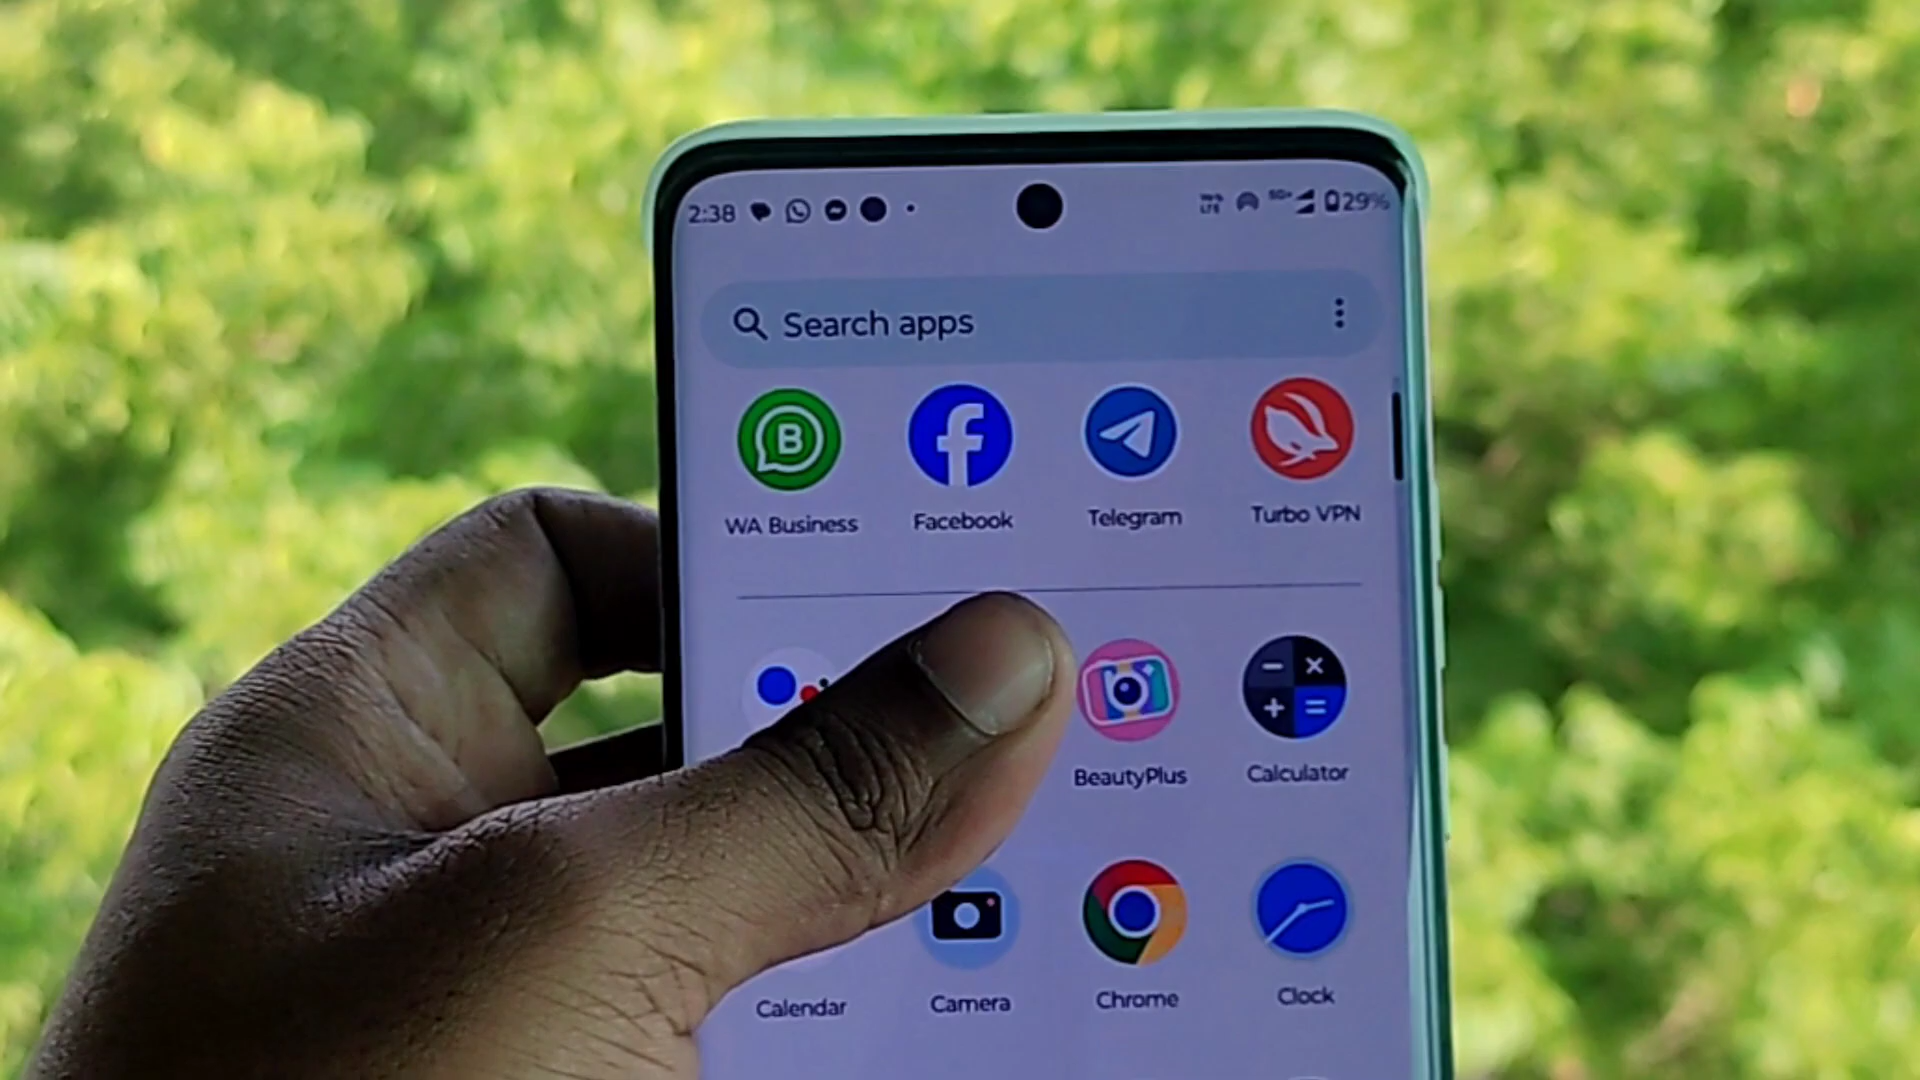 2:38 29%
Search apps
WA Business Facebook Telegram Turbo VPN
BeautyPlus Calculator
Calendar Camera Chrome Clock